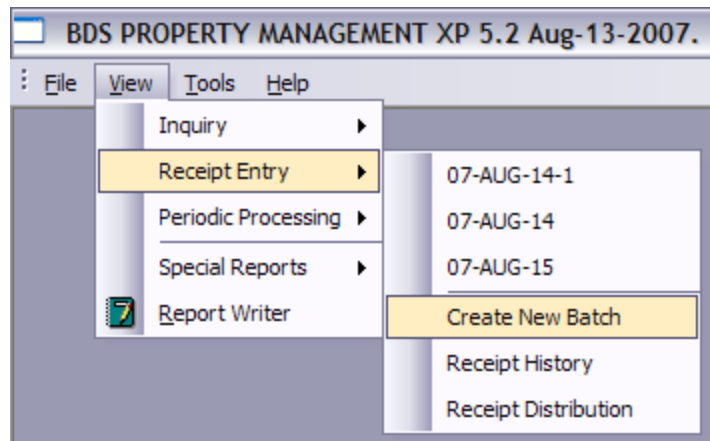 BDS PROPERTY MANAGEMENT XP 5.2 Aug-13-2007.
File View Tools Help
Inquiry
Receipt Entry
Periodic Processing
Special Reports
Report Writer
07-AUG-14-1
07-AUG-14
07-AUG-15
Create New Batch
Receipt History
Receipt Distribution